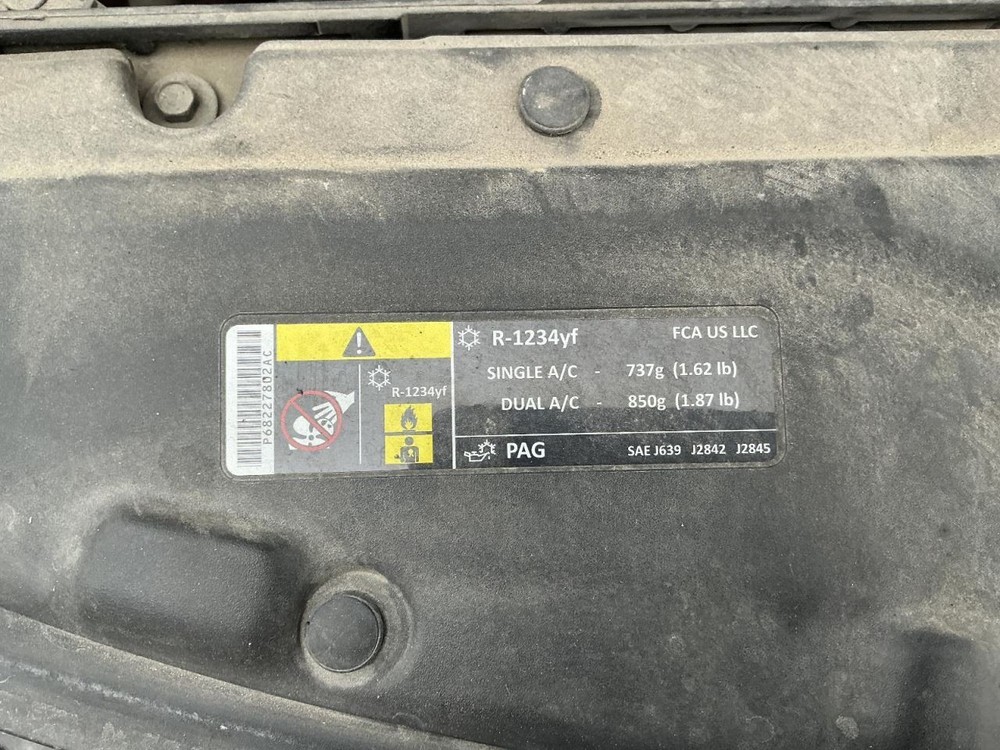 P68227802AC
R-1234yf
R-1234yf FCA US LLC
SINGLE A/C - 737g (1.62 lb)
DUAL A/C - 850g (1.87 lb)
PAG SAE J639 J2842 J2845